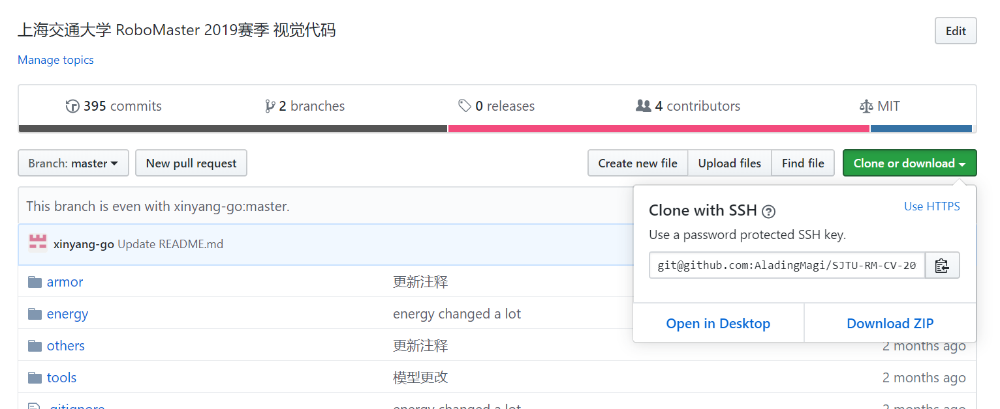 上海交通大学 RoboMaster 2019赛季 视觉代码
Edit
Manage topics
395 commits
2 branches
0 releases
4 contributors
MIT
Branch: master
New pull request
Create new file
Upload files
Find file
Clone or download
This branch is even with xinyang-go:master.
Clone with SSH
Use HTTPS
Use a password protected SSH key.
git@github.com:AladingMagi/SJTU-RM-CV-20
Open in Desktop
Download ZIP
xinyang-go Update README.md
armor
更新注释
energy
energy changed a lot
others
更新注释
2 months ago
tools
模型更改
2 months ago
.gitignore
energy changed a lot
2 months ago